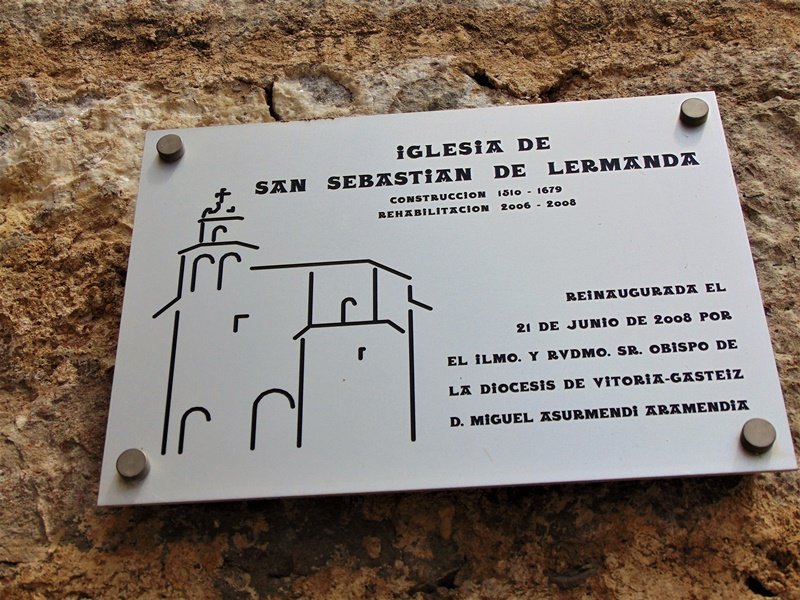 iGLESiA DE
SAN SEBASTiAN DE LERMANDA
CONSTRUCCION 1510 - 1679
REHABILITACION 2006 - 2008
REiNAUGURADA EL
21 DE JUNiO DE 2008 POR
EL iLMO. Y RVDMO. SR. OBiSPO DE
LA DiOCESiS DE ViTORiA-GASTEiZ
D. MiGUEL ASURMENDi ARAMENDiA